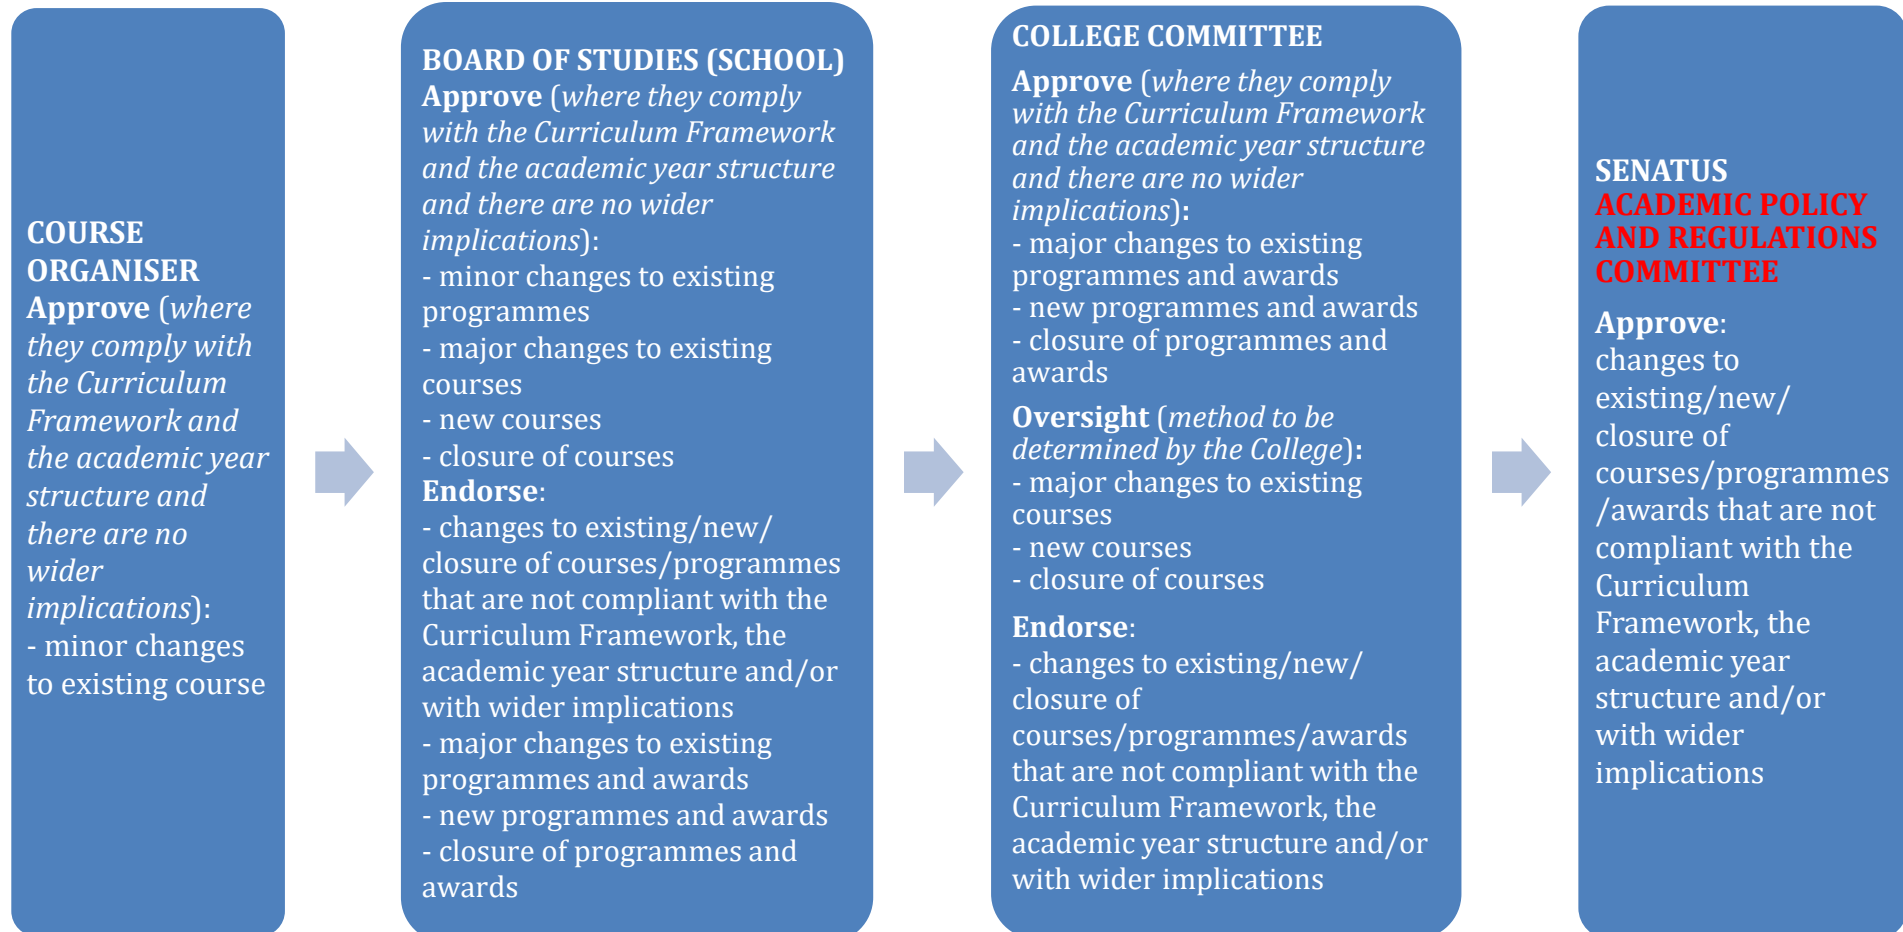 COURSE
ORGANISER
Approve (where
they comply with
the Curriculum
Framework and
the academic year
structure and
there are no
wider
implications):
- minor changes
to existing course
BOARD OF STUDIES (SCHOOL)
Approve (where they comply
with the Curriculum Framework
and the academic year structure
and there are no wider
implications):
- minor changes to existing
programmes
- major changes to existing
courses
- new courses
- closure of courses
Endorse:
- changes to existing/new/
closure of courses/programmes
that are not compliant with the
Curriculum Framework, the
academic year structure and/or
with wider implications
- major changes to existing
programmes and awards
- new programmes and awards
- closure of programmes and
awards
COLLEGE COMMITTEE
Approve (where they comply
with the Curriculum Framework
and the academic year structure
and there are no wider
implications):
- major changes to existing
programmes and awards
- new programmes and awards
- closure of programmes and
awards
Oversight (method to be
determined by the College):
- major changes to existing
courses
- new courses
- closure of courses
Endorse:
- changes to existing/new/
closure of
courses/programmes/awards
that are not compliant with the
Curriculum Framework, the
academic year structure and/or
with wider implications
SENATUS
ACADEMIC POLICY
AND REGULATIONS
COMMITTEE
Approve:
changes to
existing/new/
closure of
courses/programmes
/awards that are not
compliant with the
Curriculum
Framework, the
academic year
structure and/or
with wider
implications